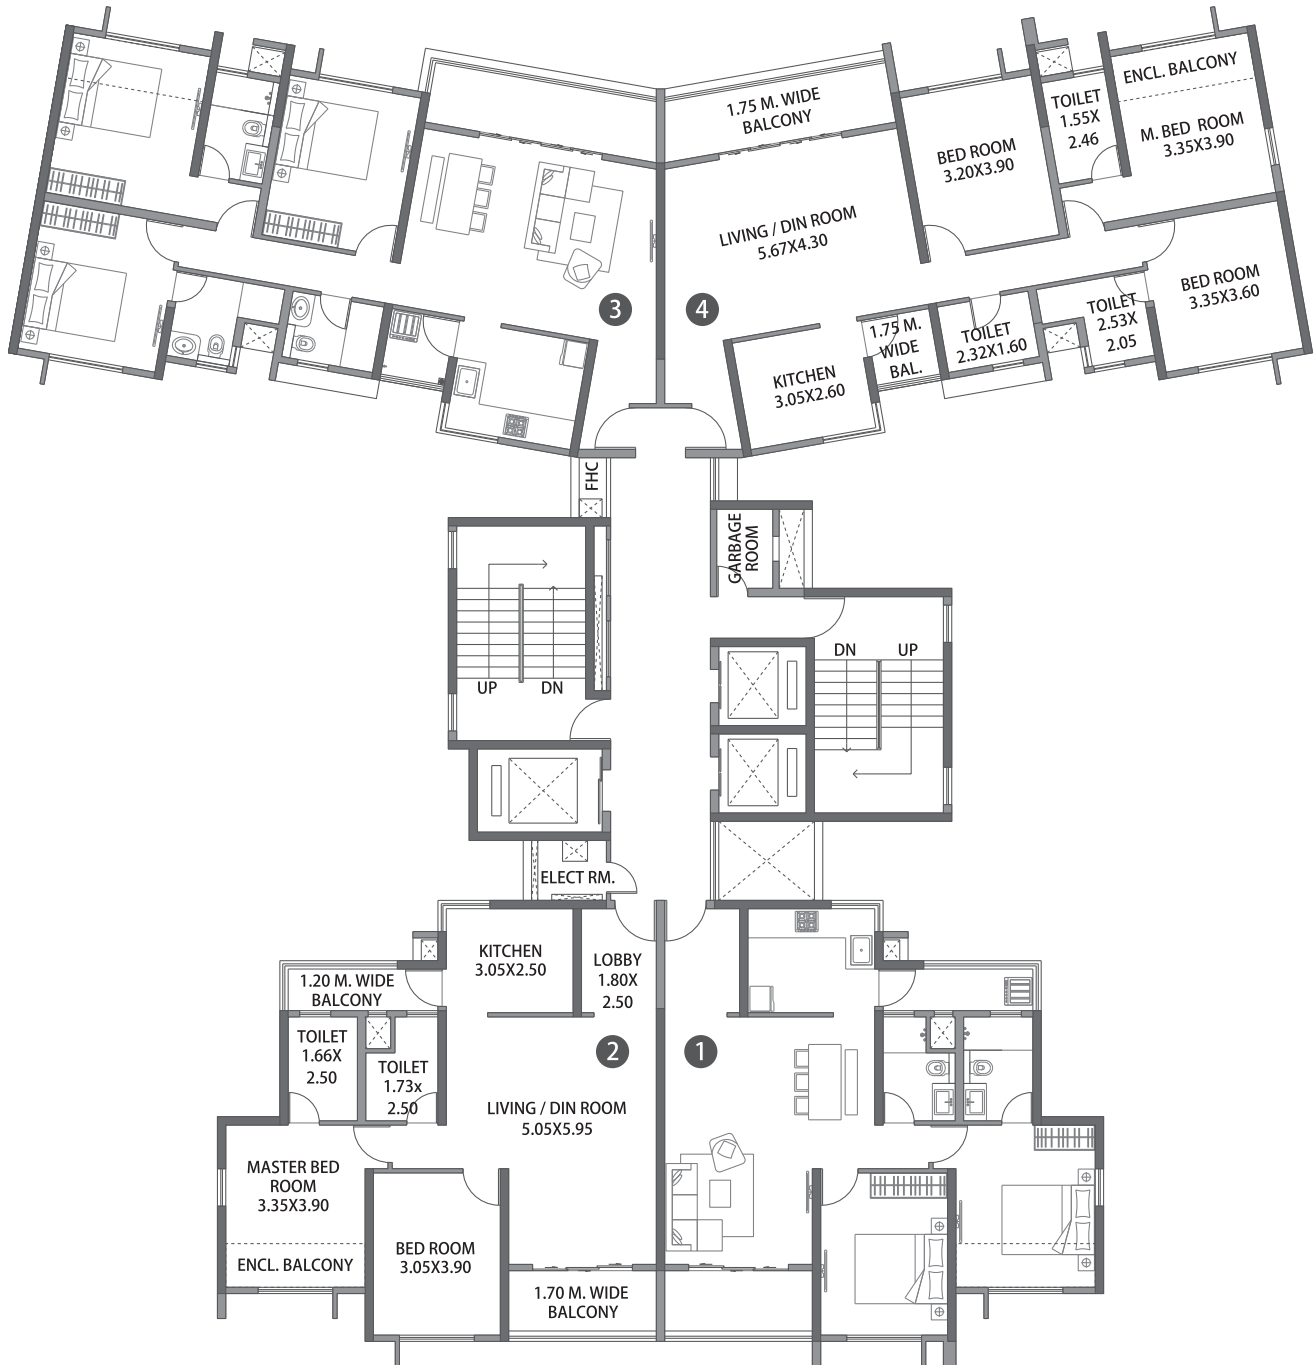 ENCL. BALCONY
1.75 M. WIDE
BALCONY
TOILET
1.55X
2.46
M. BED ROOM
3.35X3.90
BED ROOM
3.20X3.90
LIVING / DIN ROOM
5.67X4.30
BED ROOM
3.35X3.60
3
4
TOILET
2.53X
2.05
1.75 M.
WIDE
BAL.
TOILET
2.32X1.60
KITCHEN
3.05X2.60
FHC
GARBAGE
ROOM
DN
UP
UP
DN
ELECT RM.
KITCHEN
3.05X2.50
LOBBY
1.80X
2.50
1.20 M. WIDE
BALCONY
TOILET
1.66X
2.50
TOILET
1.73x
2.50
2
1
LIVING / DIN ROOM
5.05X5.95
MASTER BED
ROOM
3.35X3.90
ENCL. BALCONY
BED ROOM
3.05X3.90
1.70 M. WIDE
BALCONY